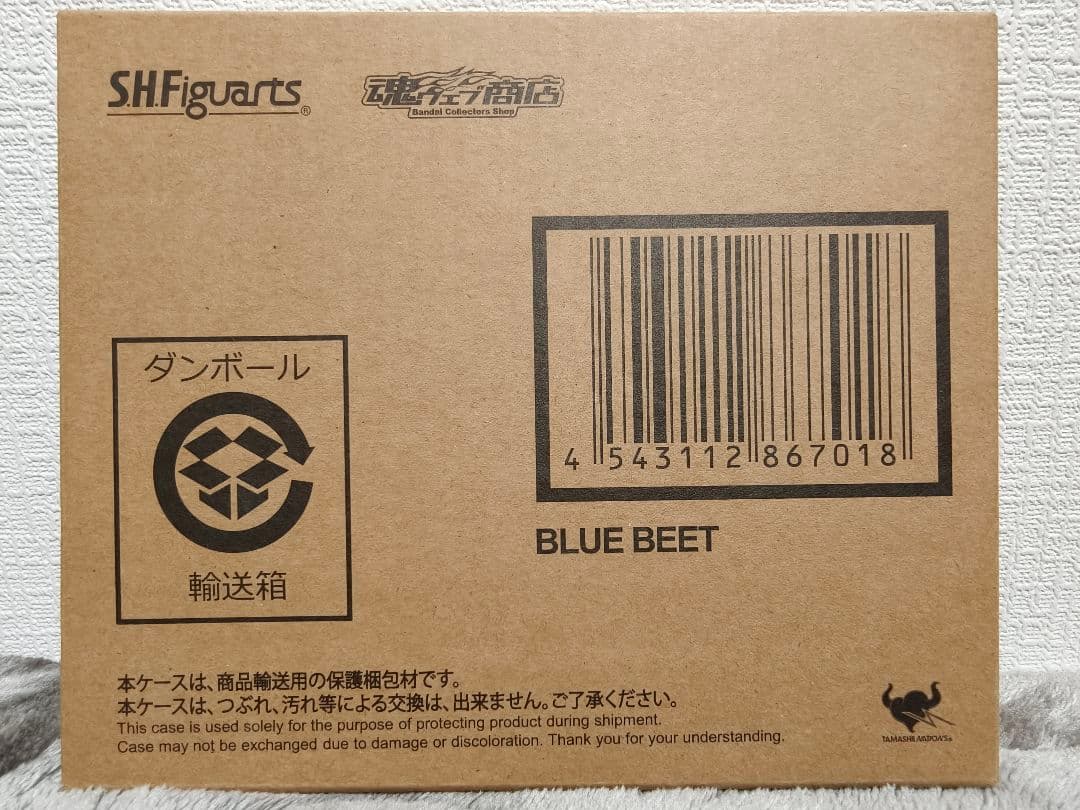 S.H.Figuarts®
魂ウェブ商店
Bandai Collectors Shop
4 543112 867018
BLUE BEET
ダンボール
輸送箱
本ケースは、商品輸送用の保護梱包材です。
本ケースは、つぶれ、汚れ等による交換は、出来ません。ご了承ください。
This case is used solely for the purpose of protecting product during shipment.
Case may not be exchanged due to damage or discoloration. Thank you for your understanding.
TAMASHII NATIONS®